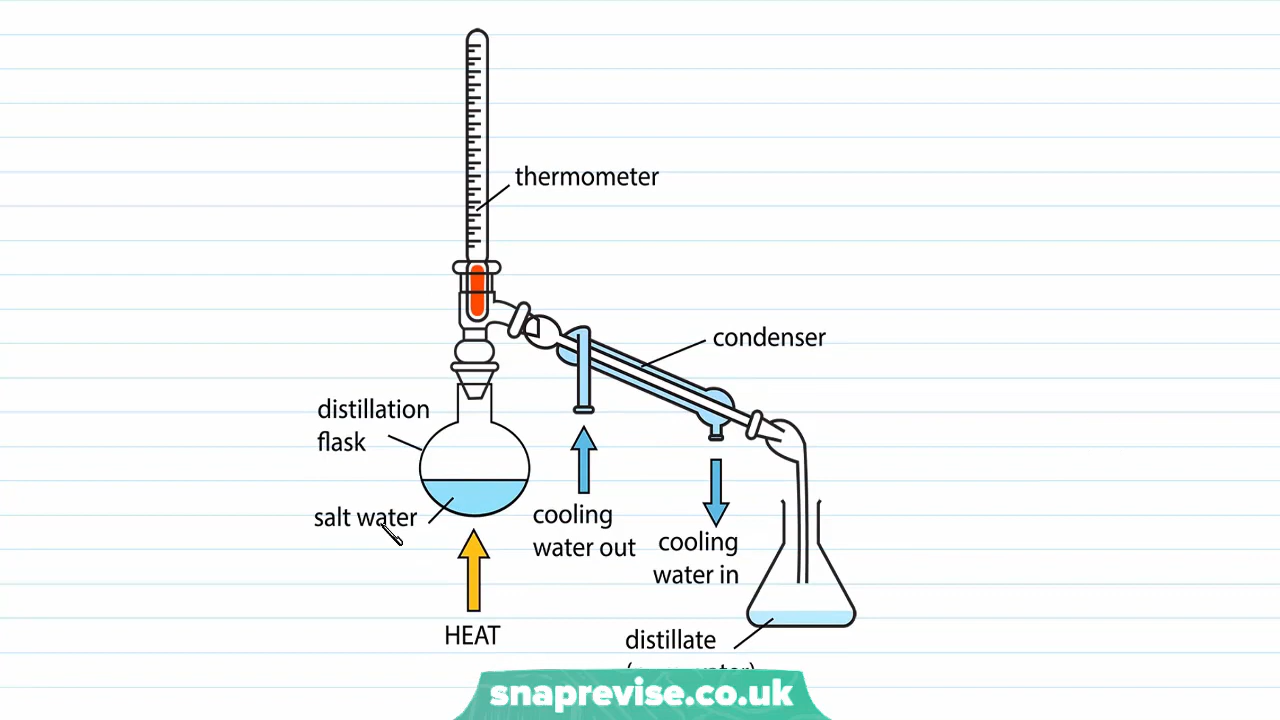 thermometer
condenser
distillation
flask
salt water
cooling
water out
cooling
water in
HEAT
distillate
snaprevise.co.uk